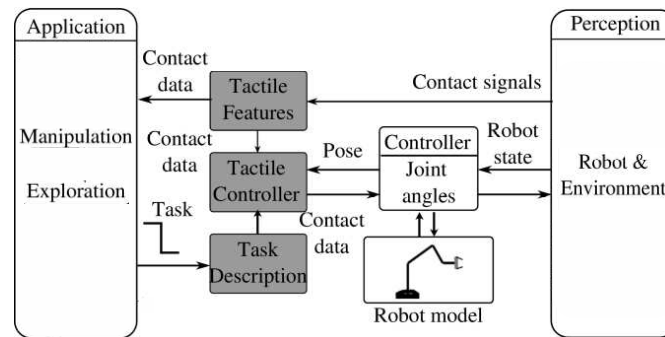 Application
Perception
Contact
data
Tactile
Features
Contact signals
Manipulation
Exploration
Contact
data
Tactile
Controller
Pose
Controller
Joint
angles
Robot
state
Robot &
Environment
Task
Contact
data
Task
Description
Robot model